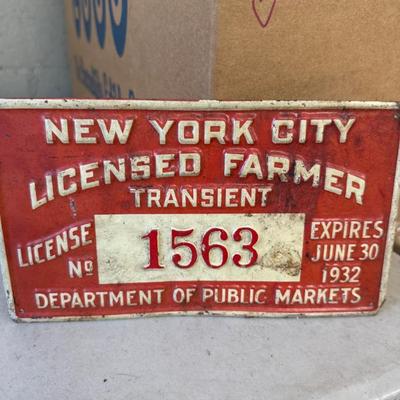 NEW YORK CITY
LICENSED FARMER
TRANSIENT
LICENSE NO 1563 EXPIRES JUNE 30 1932
DEPARTMENT OF PUBLIC MARKETS